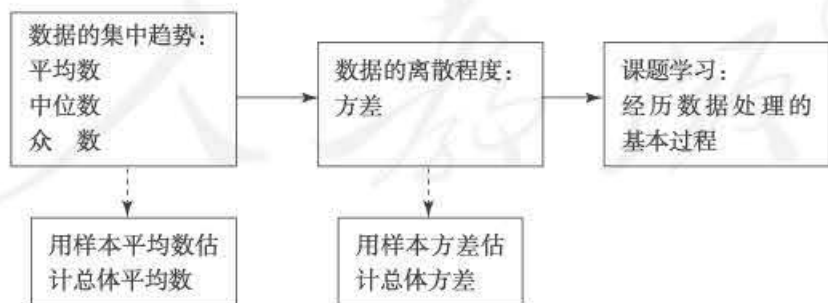 数据的集中趋势：
平均数
中位数
众　数
数据的离散程度：
方差
课题学习：
经历数据处理的
基本过程
用样本平均数估
计总体平均数
用样本方差估
计总体方差